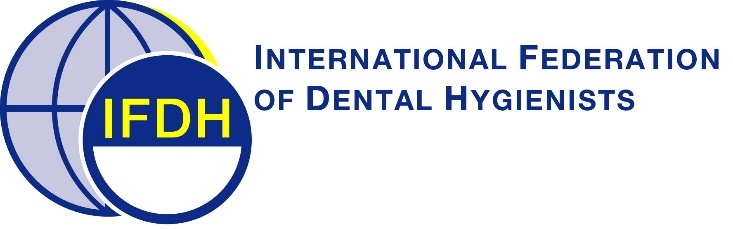 INTERNATIONAL FEDERATION
OF DENTAL HYGIENISTS
IFDH